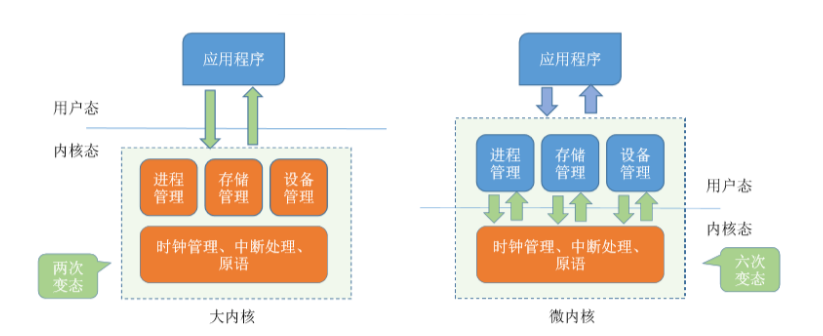 应用程序
用户态
内核态
进程
管理
存储
管理
设备
管理
时钟管理、中断处理、
原语
两次
变态
大内核
应用程序
进程
管理
存储
管理
设备
管理
用户态
内核态
时钟管理、中断处理、
原语
六次
变态
微内核